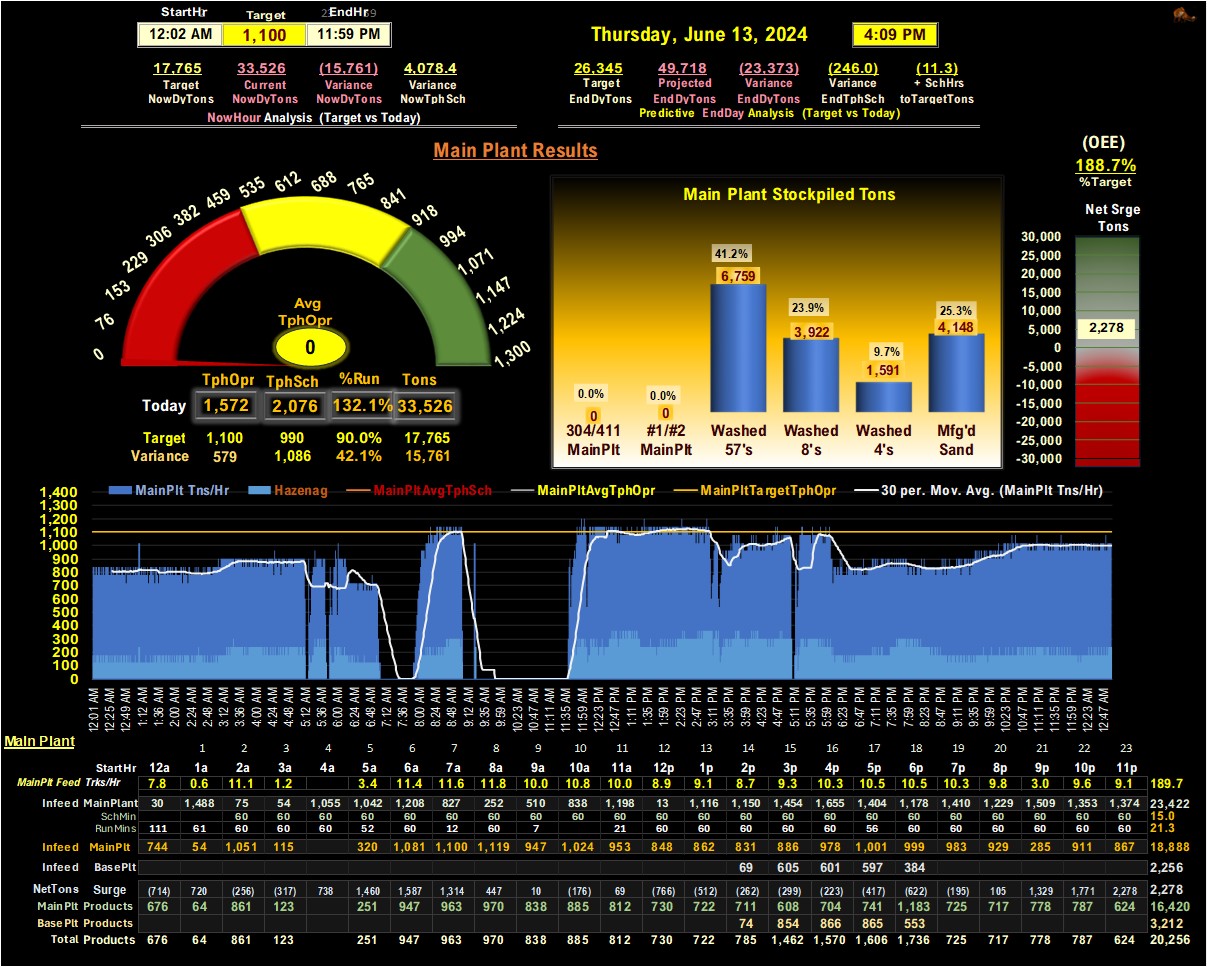 StartHr Target EndHr
12:02 AM 1,100 11:59 PM
Thursday, June 13, 2024 4:09 PM
17,765 33,526 (15,761) 4,078.4
Target Current Variance Variance
NowDyTons NowDyTons NowDyTons NowTphSch
NowHour Analysis (Target vs Today)
26,345 49,718 (23,373) (246.0) (11.3)
Target Projected Variance Variance + SchHrs
EndDyTons EndDyTons EndDyTons EndTphSch toTargetTons
Predictive EndDay Analysis (Target vs Today)
Main Plant Results
(OEE)
188.7%
%Target
Net Srge
Tons
30,000
25,000
20,000
15,000
10,000
5,000
0
-5,000
-10,000
-15,000
-20,000
-25,000
-30,000
2,278
0 76 153 229 306 382 459 535 612 688 765 841 918 994 1,071 1,147 1,224 1,300
Avg
TphOpr
0
TphOpr TphSch %Run Tons
Today 1,572 2,076 132.1% 33,526
Target 1,100 990 90.0% 17,765
Variance 579 1,086 42.1% 15,761
Main Plant Stockpiled Tons
0.0% 0.0% 41.2% 23.9% 9.7% 25.3%
0 0 6,759 3,922 1,591 4,148
304/411 #1/#2 Washed Washed Washed Mfg'd
MainPlt MainPlt 57's 8's 4's Sand
MainPlt Tns/Hr Hazenag MainPltAvgTphSch MainPltAvgTphOpr MainPltTargetTphOpr 30 per. Mov. Avg. (MainPlt Tns/Hr)
1,400
1,300
1,200
1,100
1,000
900
800
700
600
500
400
300
200
100
0
12:01 AM 12:25 AM 12:49 AM 1:12 AM 1:36 AM 2:00 AM 2:24 AM 2:46 AM 3:12 AM 3:36 AM 4:00 AM 4:24 AM 4:48 AM 5:12 AM 5:36 AM 6:00 AM 6:24 AM 6:48 AM 7:12 AM 7:36 AM 8:00 AM 8:24 AM 8:48 AM 9:12 AM 9:35 AM 9:59 AM 10:23 AM 10:47 AM 11:11 AM 11:35 AM 11:59 AM 12:23 PM 12:47 PM 1:11 PM 1:35 PM 1:59 PM 2:23 PM 2:47 PM 3:11 PM 3:35 PM 3:59 PM 4:23 PM 4:47 PM 5:11 PM 5:35 PM 5:59 PM 6:23 PM 6:47 PM 7:11 PM 7:35 PM 7:59 PM 8:23 PM 8:47 PM 9:11 PM 9:35 PM 9:59 PM 10:23 PM 10:47 PM 11:11 PM 11:35 PM 11:59 PM 12:23 AM 12:47 AM
Main Plant
1 2 3 4 5 6 7 8 9 10 11 12 13 14 15 16 17 18 19 20 21 22 23
StartHr 12a 1a 2a 3a 4a 5a 6a 7a 8a 9a 10a 11a 12p 1p 2p 3p 4p 5p 6p 7p 8p 9p 10p 11p
MainPlt Feed Trks/Hr 7.8 0.6 11.1 1.2 3.4 11.4 11.6 11.8 10.0 10.8 10.0 8.9 9.1 8.7 9.3 10.3 10.5 10.5 10.3 9.8 3.0 9.6 9.1 189.7
Infeed MainPlant 30 1,488 75 54 1,055 1,042 1,208 827 252 510 838 1,198 13 1,116 1,150 1,454 1,655 1,404 1,178 1,410 1,229 1,509 1,353 1,374 23,422
SchMin 60 60 60 60 60 60 60 60 60 60 60 60 60 60 60 60 60 60 60 60 60 60 15.0
RunMins 111 61 60 60 60 52 60 12 60 7 21 60 60 60 60 60 56 60 60 60 60 60 60 21.3
Infeed MainPlt 744 54 1,051 115 320 1,081 1,100 1,119 947 1,024 953 848 862 831 886 978 1,001 999 983 929 285 911 867 18,888
Infeed BasePlt 69 605 601 597 384 2,256
NetTons Surge (714) 720 (256) (317) 738 1,460 1,587 1,314 447 10 (176) 69 (766) (512) (262) (299) (223) (417) (622) (195) 105 1,329 1,771 2,278 2,278
MainPlt Products 676 64 861 123 251 947 963 970 838 885 812 730 722 711 608 704 741 1,183 725 717 778 787 624 16,420
BasePlt Products 74 854 866 865 553 3,212
Total Products 676 64 861 123 251 947 963 970 838 885 812 730 722 785 1,462 1,570 1,606 1,736 725 717 778 787 624 20,256